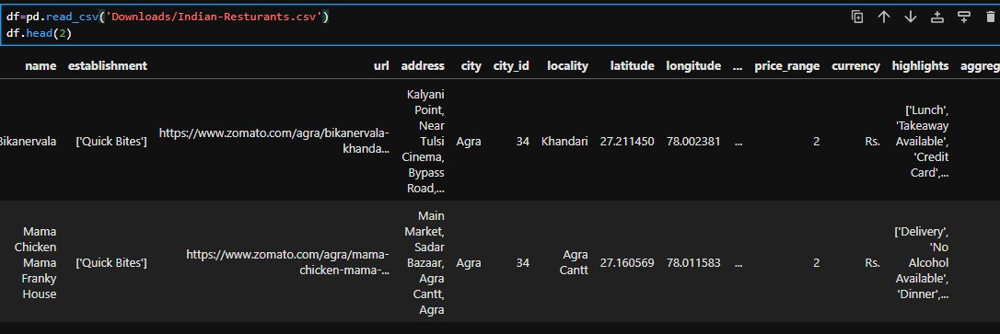 df=pd.read_csv('Downloads/Indian-Resturants.csv')
df.head(2)
name establishment url address city city_id locality latitude longitude ... price_range currency highlights aggreg
Kalyani
Point,
Near
Tulsi
Cinema,
Bypass
Road,...
Bikanervala ['Quick Bites'] https://www.zomato.com/agra/bikanervala-
khanda...
Agra 34 Khandari 27.211450 78.002381 ... 2 Rs.
['Lunch',
'Takeaway
Available',
'Credit
Card',...
Mama
Chicken
Mama
Franky
House
['Quick Bites'] https://www.zomato.com/agra/mama-
chicken-mama-...
Main
Market,
Sadar
Bazaar,
Agra
Cantt,
Agra
Agra 34 Agra
Cantt
27.160569 78.011583 ... 2 Rs.
['Delivery',
'No
Alcohol
Available',
'Dinner',...